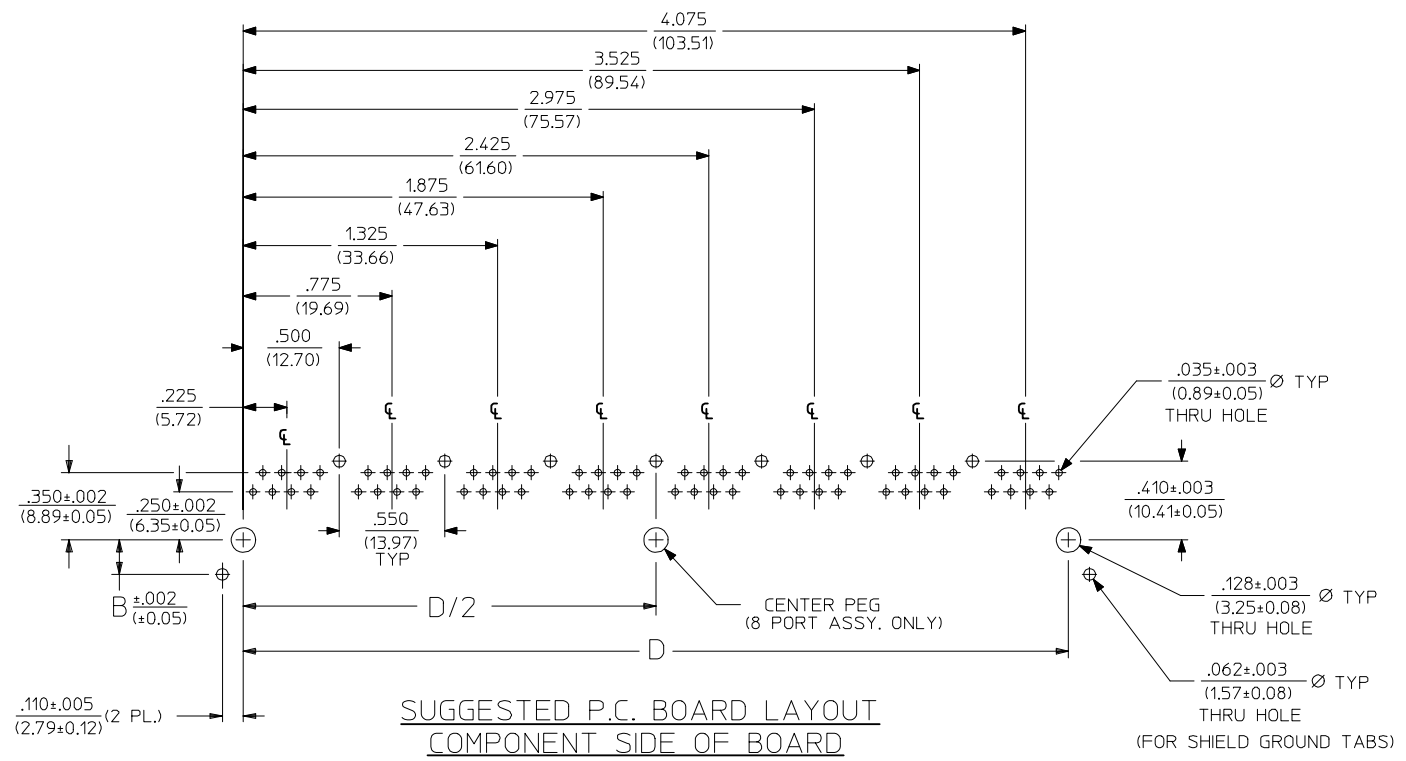 4.075
(103.51)
3.525
(89.54)
2.975
(75.57)
2.425
(61.60)
1.875
(47.63)
1.325
(33.66)
.775
(19.69)
.500
(12.70)
.225
(5.72)
℄ ℄ ℄ ℄ ℄ ℄ ℄
℄
.035±.003
(0.89±0.05) Ø TYP
THRU HOLE
.350±.002
(8.89±0.05)
.250±.002
(6.35±0.05)
.550
(13.97)
TYP
.410±.003
(10.41±0.05)
B ±.002
(±0.05)
D/2
CENTER PEG
(8 PORT ASSY. ONLY)
.128±.003
(3.25±0.08) Ø TYP
THRU HOLE
D
.062±.003
(1.57±0.08) Ø TYP
THRU HOLE
(FOR SHIELD GROUND TABS)
.110±.005
(2.79±0.12) (2 PL.)
SUGGESTED P.C. BOARD LAYOUT
COMPONENT SIDE OF BOARD